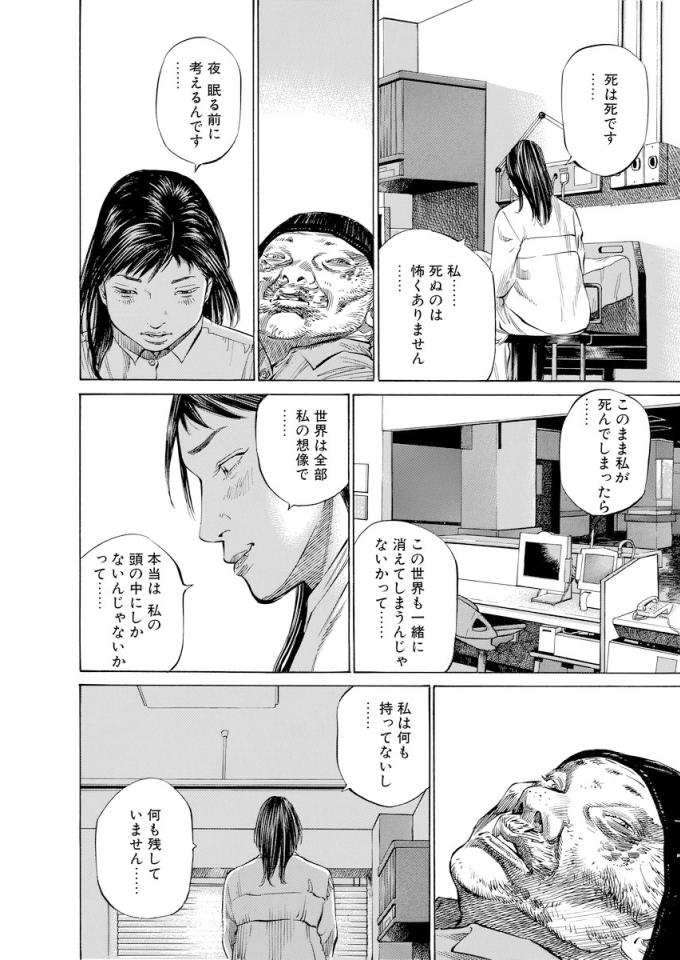 死は死です
……
私……
死ぬのは
怖くありません
……
夜 眠る前に
考えるんです
……
このまま私が
死んでしまったら
……
この世界も一緒に
消えてしまうんじゃ
ないかって……
世界は全部
私の想像で
……
本当は 私の
頭の中にしか
ないんじゃないか
って……
私は何も
持ってないし
……
何も残して
いません……